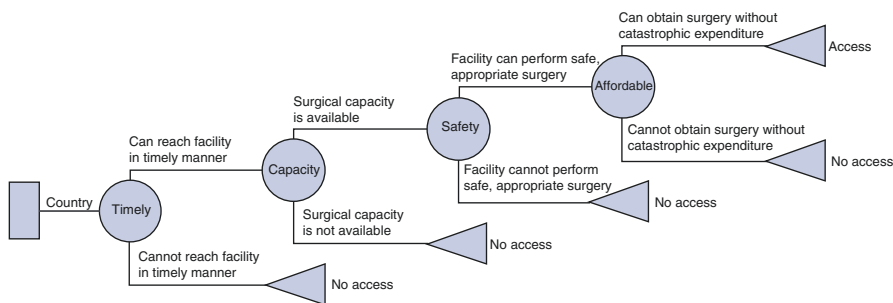 Can obtain surgery without
catastrophic expenditure
Access
Facility can perform safe,
appropriate surgery
Affordable
Surgical capacity
is available
Safety
Cannot obtain surgery without
catastrophic expenditure
No access
Can reach facility
in timely manner
Capacity
Facility cannot perform
safe, appropriate surgery
No access
Country
Timely
Surgical capacity
is not available
No access
Cannot reach facility
in timely manner
No access